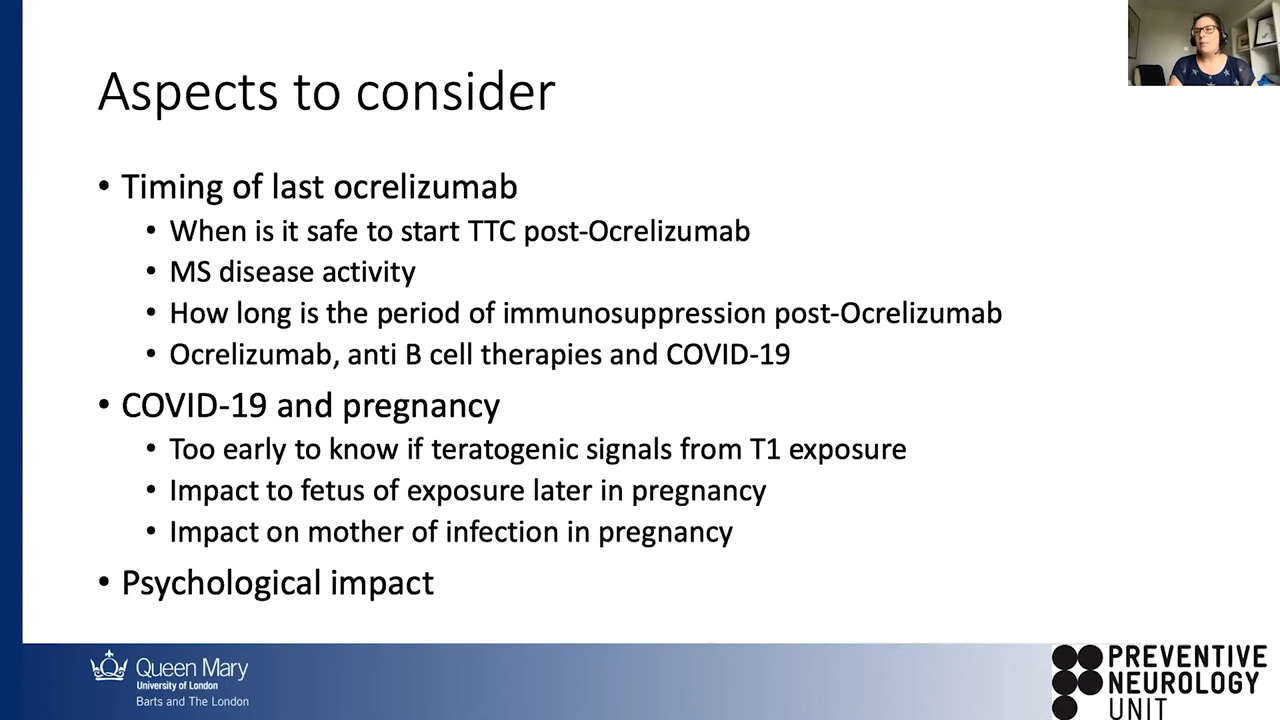 Aspects to consider
• Timing of last ocrelizumab
• When is it safe to start TTC post-Ocrelizumab
• MS disease activity
• How long is the period of immunosuppression post-Ocrelizumab
• Ocrelizumab, anti B cell therapies and COVID-19
• COVID-19 and pregnancy
• Too early to know if teratogenic signals from T1 exposure
• Impact to fetus of exposure later in pregnancy
• Impact on mother of infection in pregnancy
• Psychological impact
Queen Mary
University of London
Barts and The London
PREVENTIVE
NEUROLOGY
UNIT